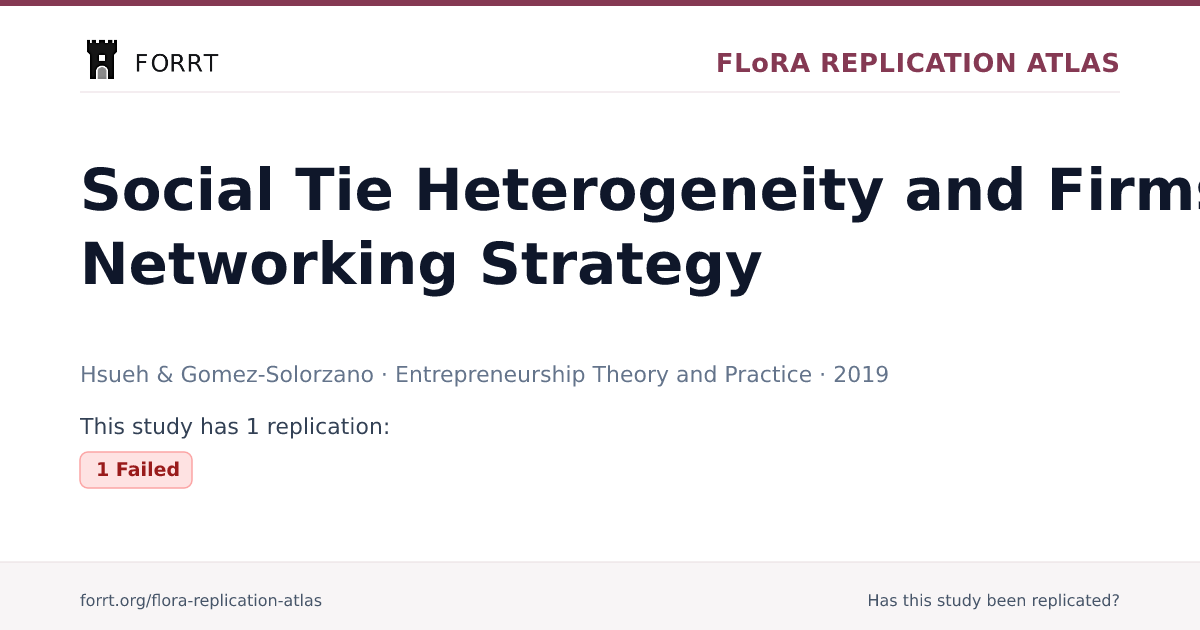 FORRT
FLoRA REPLICATION ATLAS
Social Tie Heterogeneity and Firms
Networking Strategy
Hsueh & Gomez-Solorzano · Entrepreneurship Theory and Practice · 2019
This study has 1 replication:
1 Failed
forrt.org/flora-replication-atlas
Has this study been replicated?